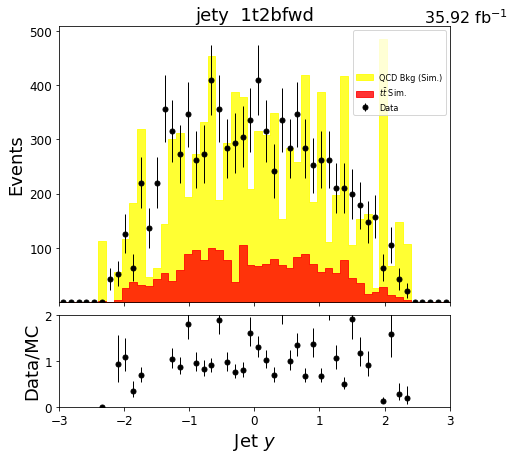 jety 1t2bfwd
35.92 fb⁻¹
500
400
300
200
100
Events
QCD Bkg (Sim.)
tt̄ Sim.
Data
2
1
0
Data/MC
−3 −2 −1 0 1 2 3
Jet y